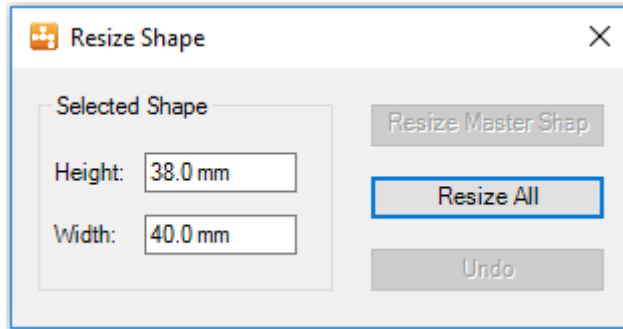 Resize Shape
Selected Shape
Height: 38.0 mm
Width: 40.0 mm
Resize Master Shap
Resize All
Undo